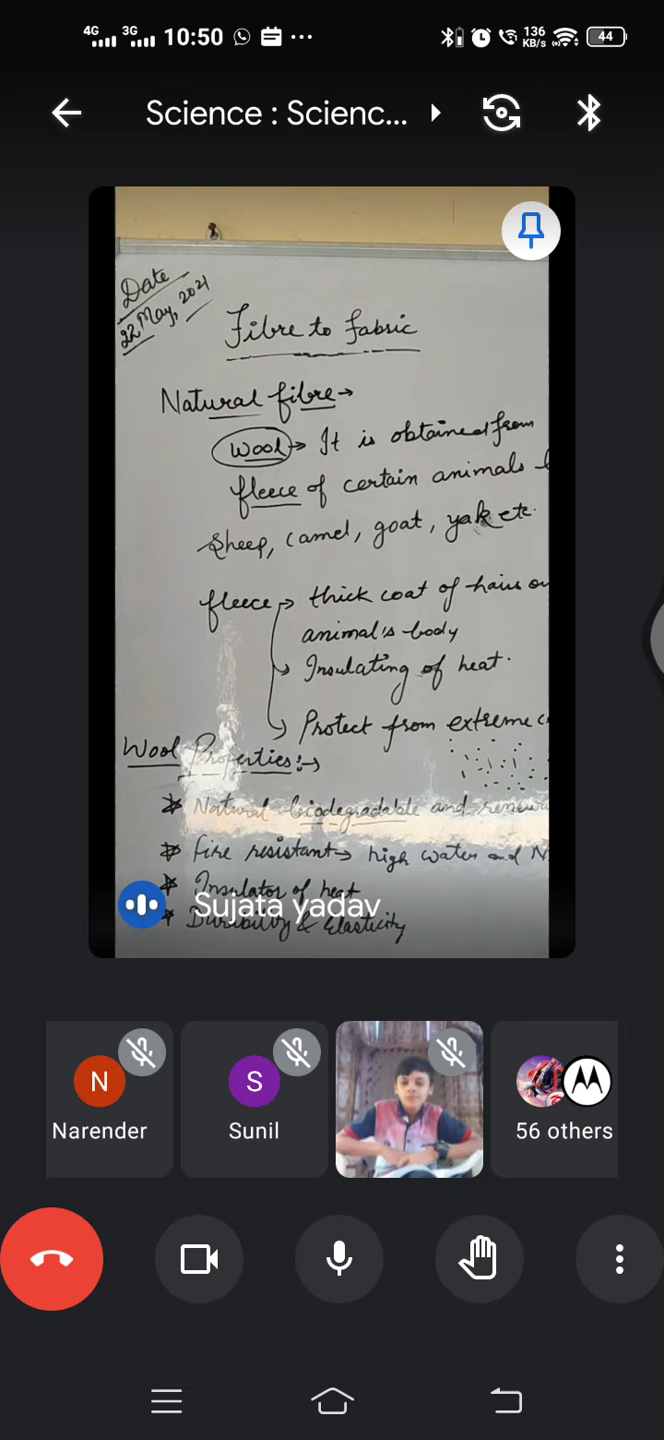 4G 3G 10:50 136 KB/s 44
Science : Scienc...
Date
22 May, 2021
Fibre to fabric
Natural fibre→
Wool → It is obtained from
fleece of certain animals
sheep, camel, goat, yak etc.
fleece → thick coat of hairs on
animal's body
→ Insulating of heat.
→ Protect from extreme
Wool Properties:→
* Natural biodegradable and renewa
* Fire resistant → high water and N
* Insulator of heat
* Durability & Elasticity
Sujata yadav
N
Narender
S
Sunil
56 others